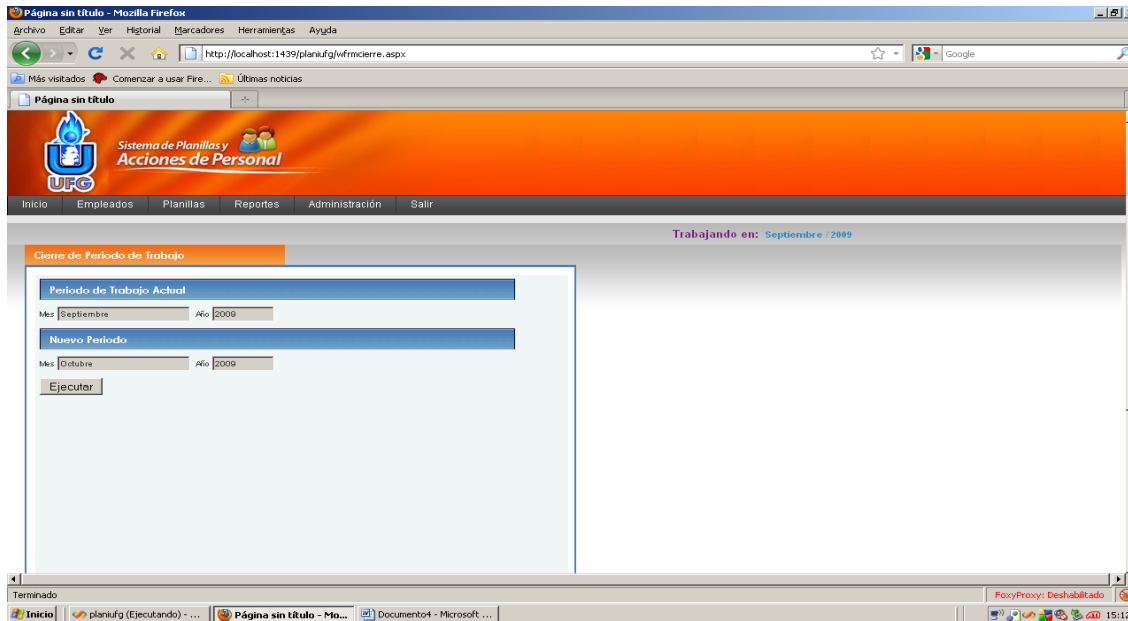 Página sin título - Mozilla Firefox
Archivo Editar Ver Historial Marcadores Herramientas Ayuda
http://localhost:1439/planiufg/wfrmcierre.aspx
Google
Más visitados Comenzar a usar Fire... Últimas noticias
Página sin título
Sistema de Planillas y
Acciones de Personal
UFG
Inicio Empleados Planillas Reportes Administración Salir
Trabajando en: Septiembre / 2009
Cierre de Periodo de Trabajo
Periodo de Trabajo Actual
Mes Septiembre Año 2009
Nuevo Periodo
Mes Octubre Año 2009
Ejecutar
Terminado
FoxyProxy: Deshabilitado
Inicio planiufg (Ejecutando) - ... Página sin título - Mo... Documento4 - Microsoft ... 15:12